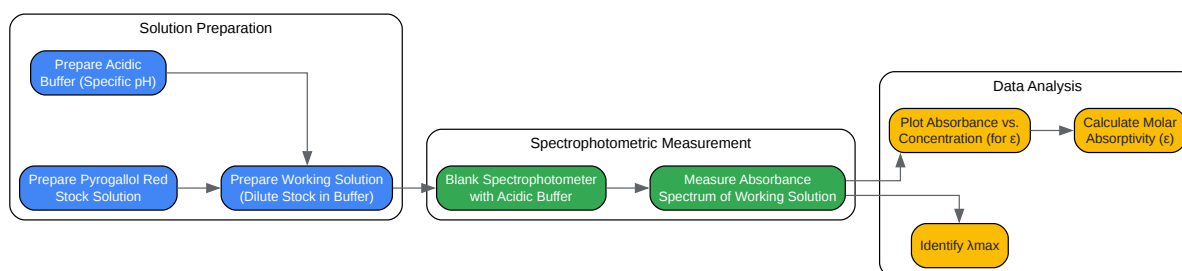 Solution Preparation
Prepare Acidic
Buffer (Specific pH)
Prepare Pyrogallol Red
Stock Solution
Prepare Working Solution
(Dilute Stock in Buffer)
Spectrophotometric Measurement
Blank Spectrophotometer
with Acidic Buffer
Measure Absorbance
Spectrum of Working Solution
Data Analysis
Plot Absorbance vs.
Concentration (for ε)
Calculate Molar
Absorptivity (ε)
Identify λmax